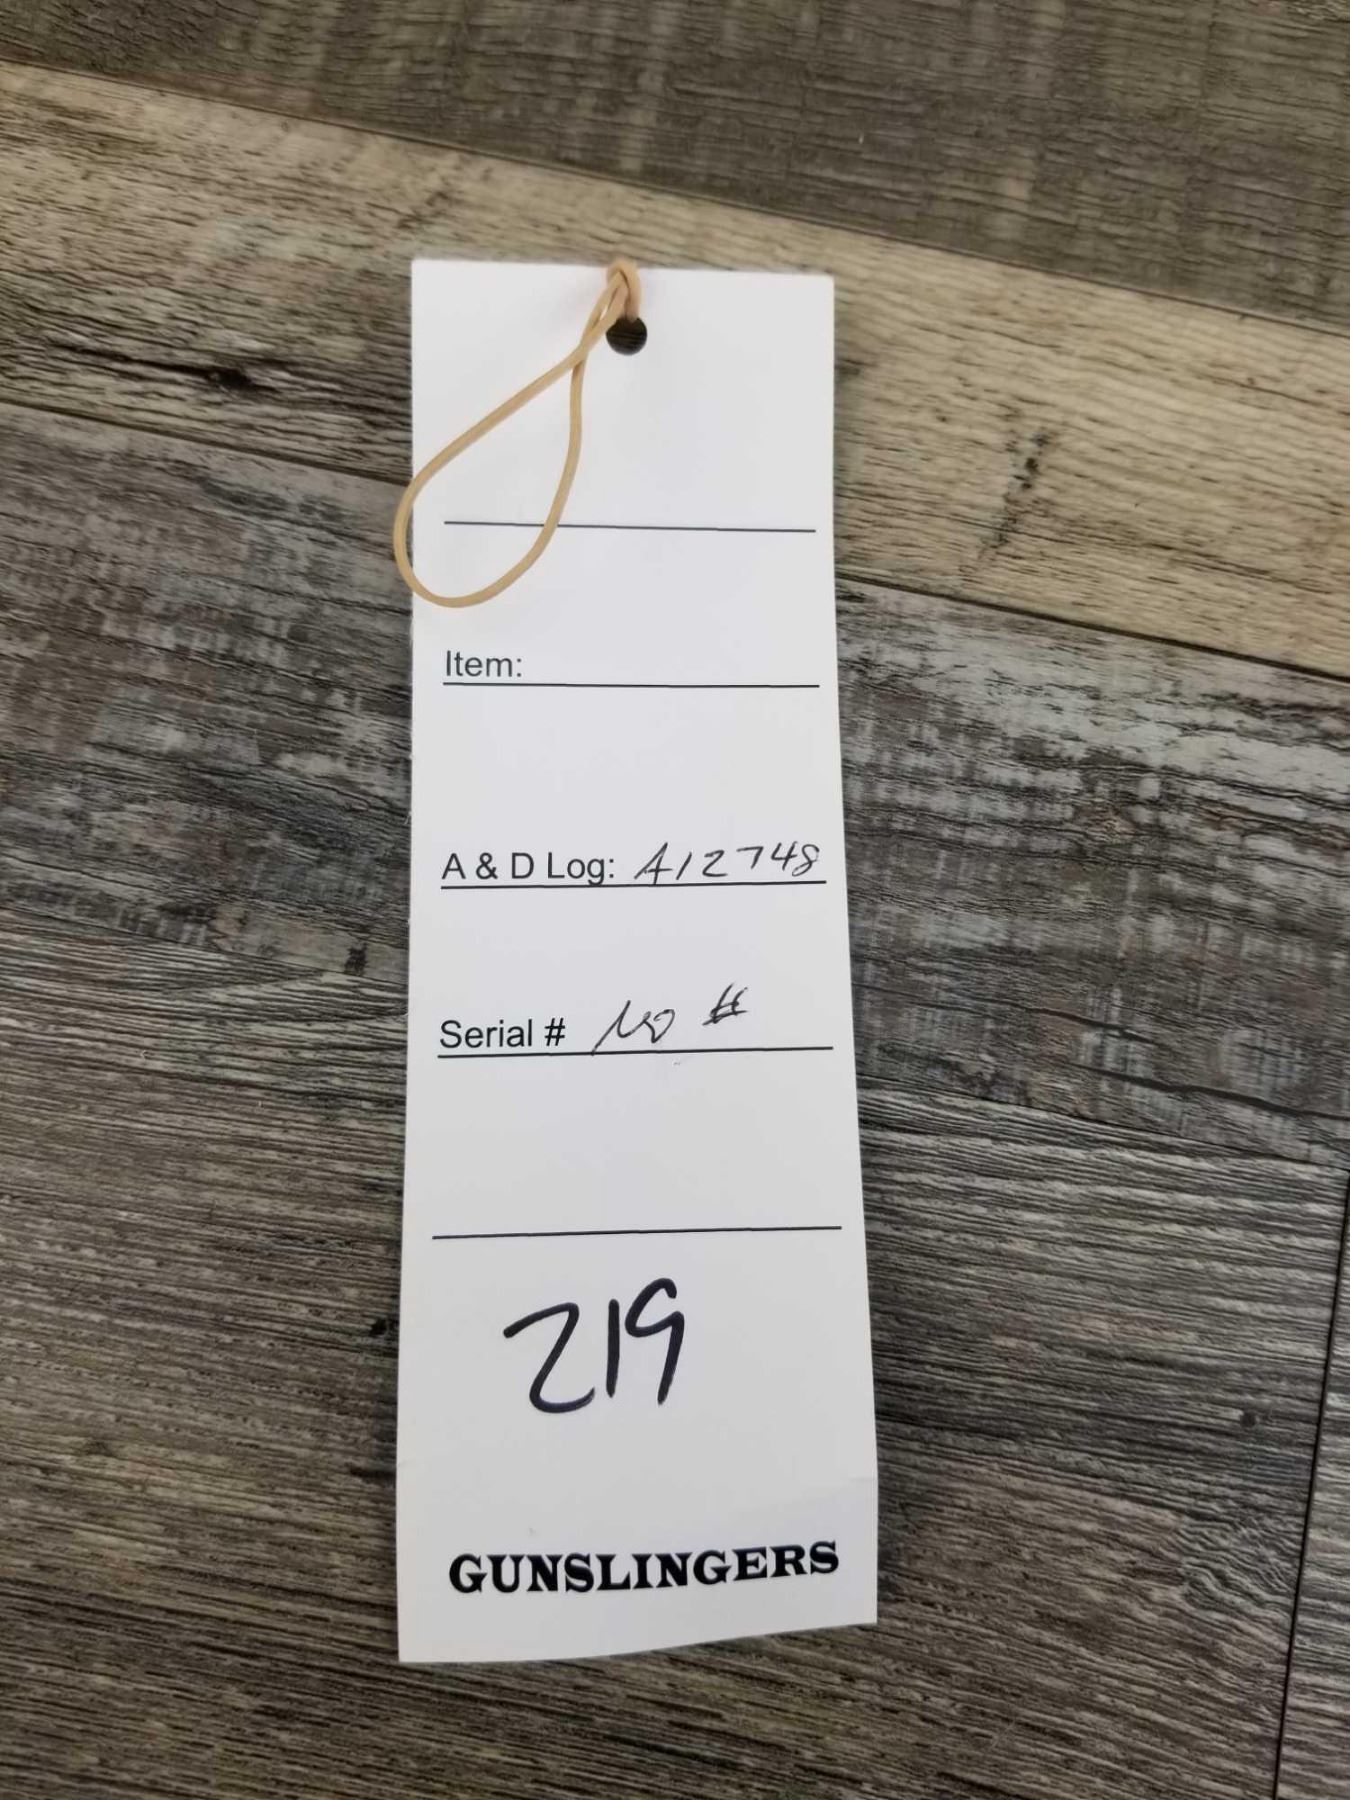 Item:
A & D Log: A12748
Serial # No #
219
GUNSLINGERS